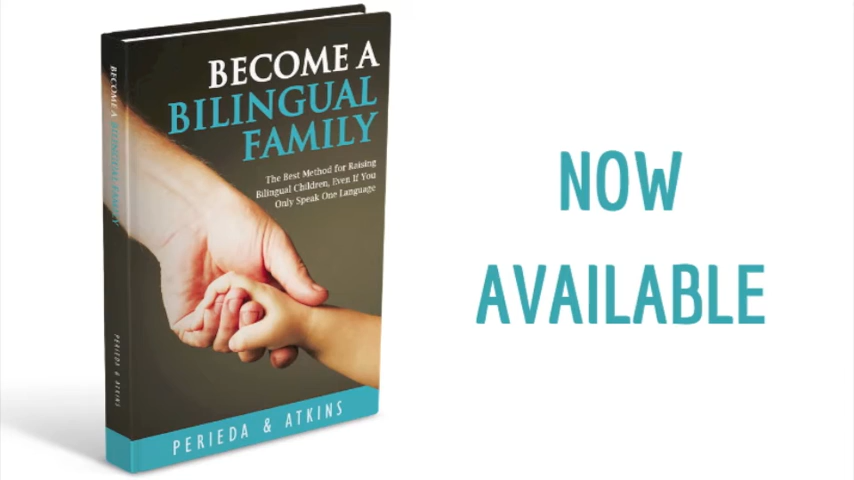 BECOME A
BILINGUAL
FAMILY
The Best Method for Raising
Bilingual Children, Even If You
Only Speak One Language
PERIEDA & ATKINS
BECOME A BILINGUAL FAMILY
PERIEDA & ATKINS
NOW
AVAILABLE